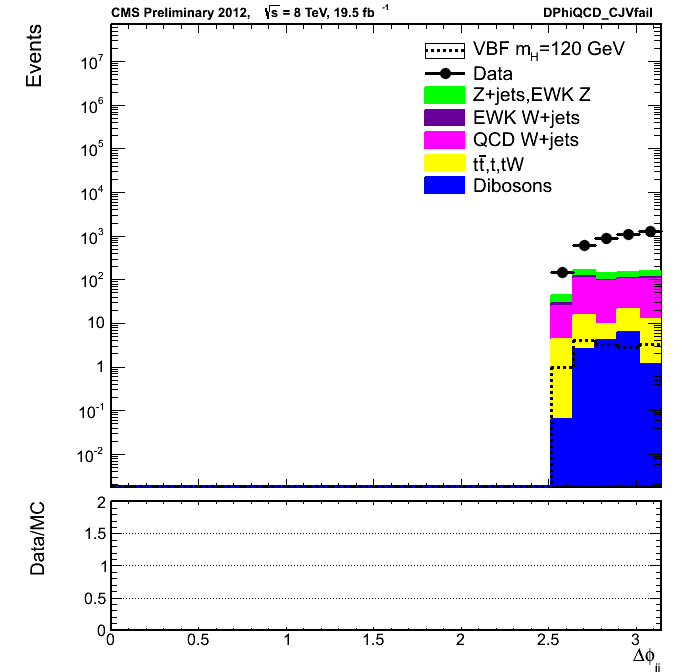 CMS Preliminary 2012, √s = 8 TeV, 19.5 fb⁻¹ DPhiQCD_CJVfail
Events
10⁷
10⁶
10⁵
10⁴
10³
10²
10
1
10⁻¹
10⁻²
VBF m_H=120 GeV
Data
Z+jets,EWK Z
EWK W+jets
QCD W+jets
tt̄,t,tW
Dibosons
Data/MC
2
1.5
1
0.5
0
0 0.5 1 1.5 2 2.5 3
Δϕ_jj